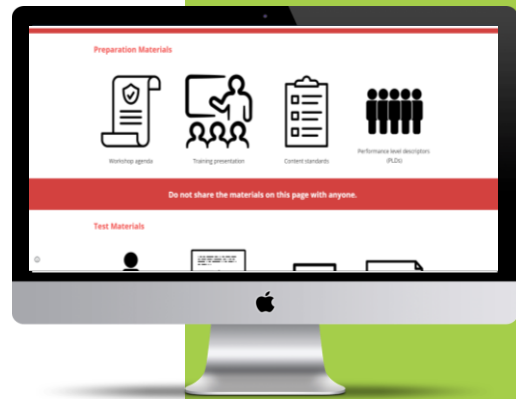 Preparation Materials
Workshop agenda
Training presentation
Content standards
Performance level descriptors
(PLDs)
Do not share the materials on this page with anyone.
Test Materials